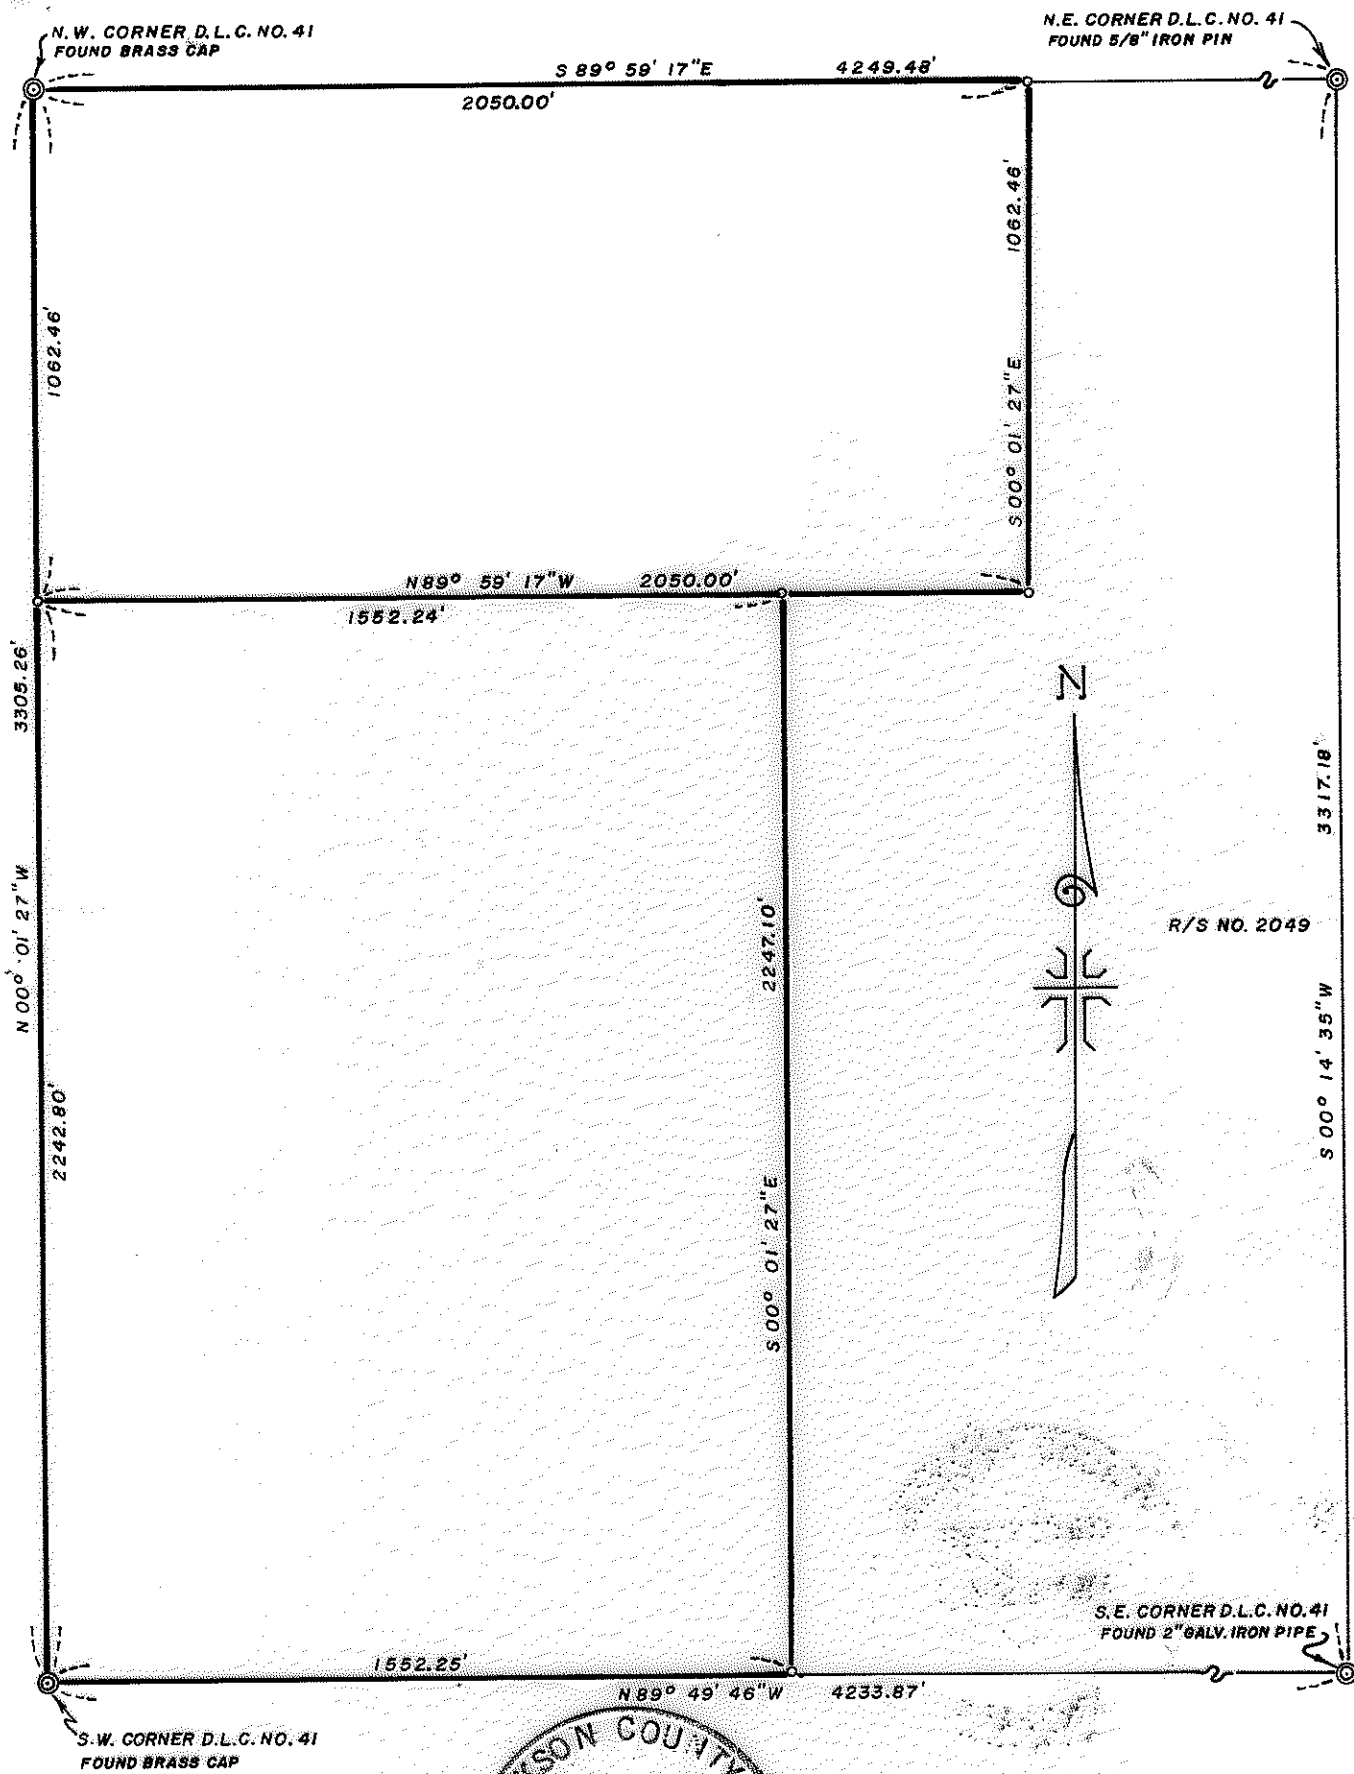 N.W. CORNER D.L.C. NO. 41
FOUND BRASS CAP
N.E. CORNER D.L.C. NO. 41
FOUND 5/8" IRON PIN
S 89° 59' 17"E 4249.48'
2050.00'
1062.46'
S 00° 01' 27"E
1062.46'
N 89° 59' 17"W 2050.00'
1552.24'
3305.26'
N 00° 01' 27"W
2242.80'
2247.10'
S 00° 01' 27"E
N
R/S NO. 2049
3317.18'
S 00° 14' 35"W
S.E. CORNER D.L.C. NO. 41
FOUND 2" GALV. IRON PIPE
1552.25'
N 89° 49' 46"W 4233.87'
S.W. CORNER D.L.C. NO. 41
FOUND BRASS CAP
KSON COUNTY